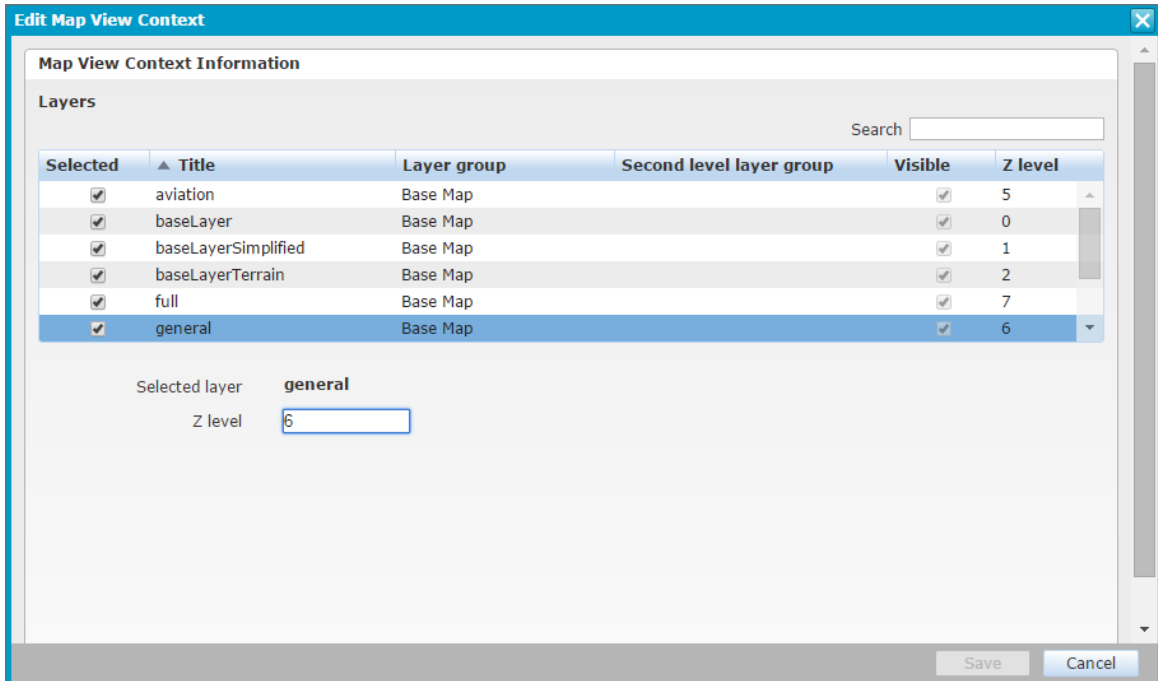 Edit Map View Context
Map View Context Information
Layers
Search
Selected Title Layer group Second level layer group Visible Z level
aviation Base Map 5
baseLayer Base Map 0
baseLayerSimplified Base Map 1
baseLayerTerrain Base Map 2
full Base Map 7
general Base Map 6
Selected layer general
Z level 6
Save Cancel